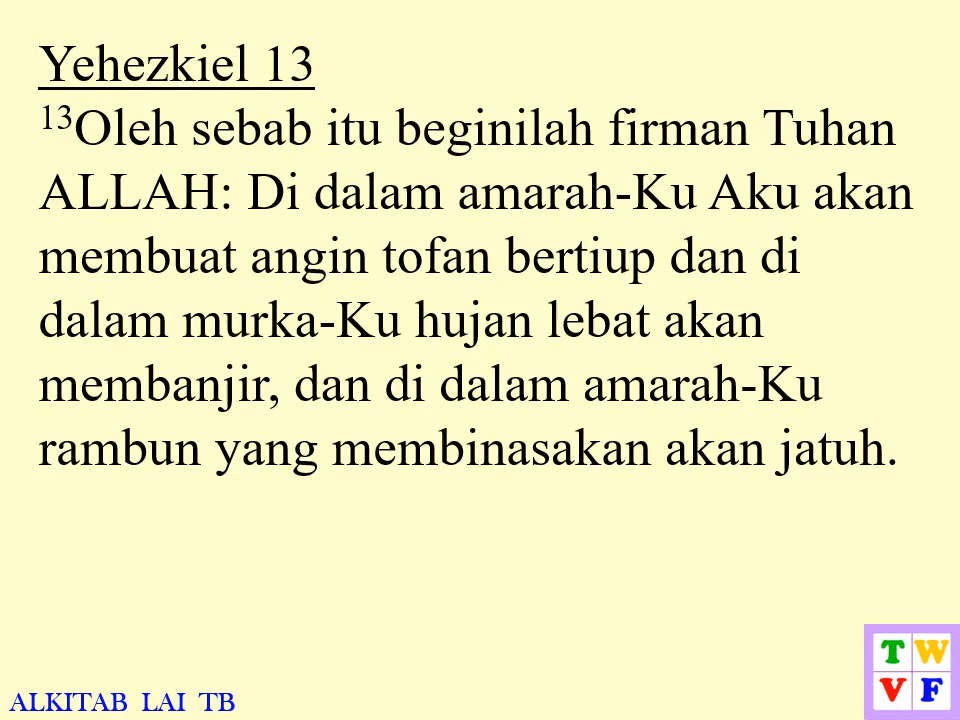 Yehezkiel 13
13Oleh sebab itu beginilah firman Tuhan
ALLAH: Di dalam amarah-Ku Aku akan
membuat angin tofan bertiup dan di
dalam murka-Ku hujan lebat akan
membanjir, dan di dalam amarah-Ku
rambun yang membinasakan akan jatuh.
T W
V F
ALKITAB LAI TB